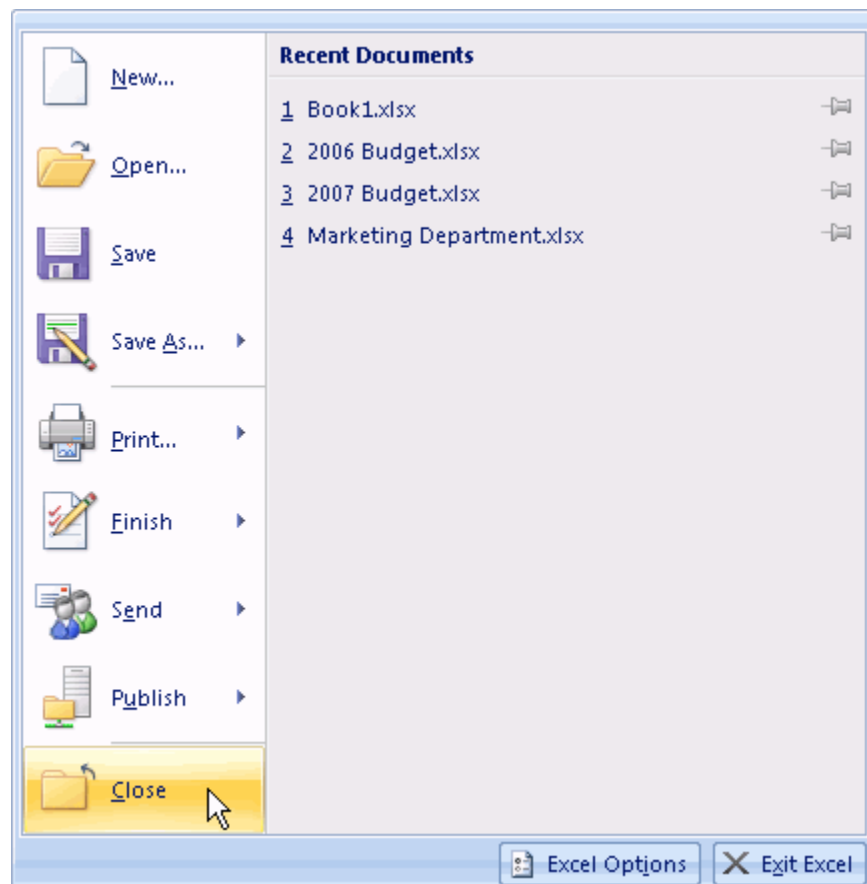 New...
Open...
Save
Save As...
Print...
Finish
Send
Publish
Close
Recent Documents
1 Book1.xlsx
2 2006 Budget.xlsx
3 2007 Budget.xlsx
4 Marketing Department.xlsx
Excel Options
Exit Excel